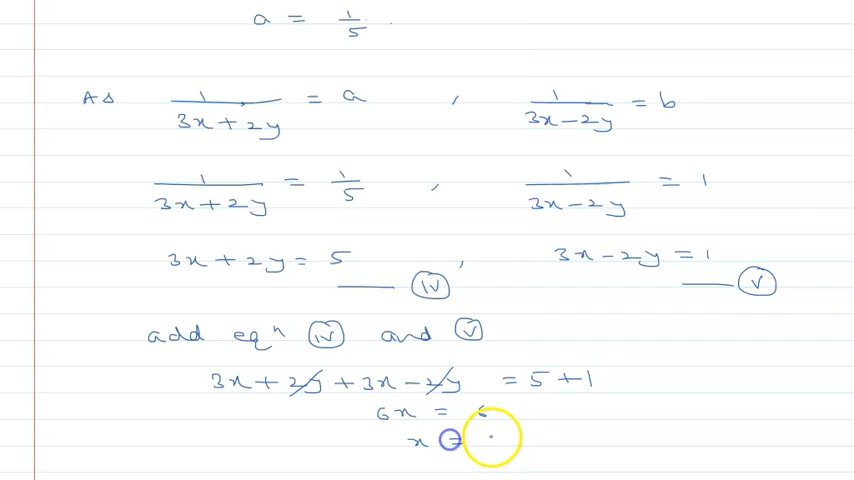 a = 1/5
As 1/(3x+2y) = a , 1/(3x-2y) = b
1/(3x+2y) = 1/5 , 1/(3x-2y) = 1
3x+2y = 5 , 3x-2y = 1
—— (iv) —— (v)
add eqⁿ (iv) and (v)
3x+2y+3x-2y = 5+1
6x = 6
x =